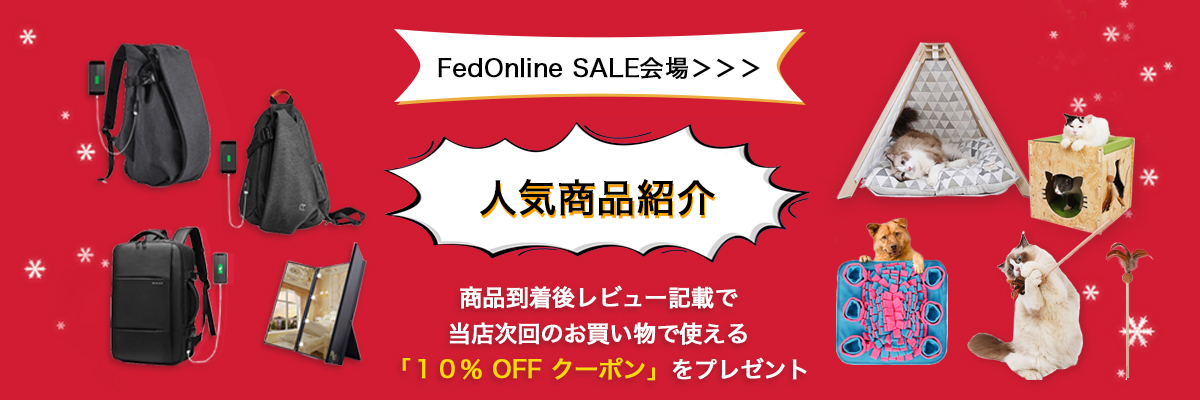 FedOnline SALE会場＞＞＞
人気商品紹介
商品到着後レビュー記載で
当店次回のお買い物で使える
「１０％ OFF クーポン」をプレゼント